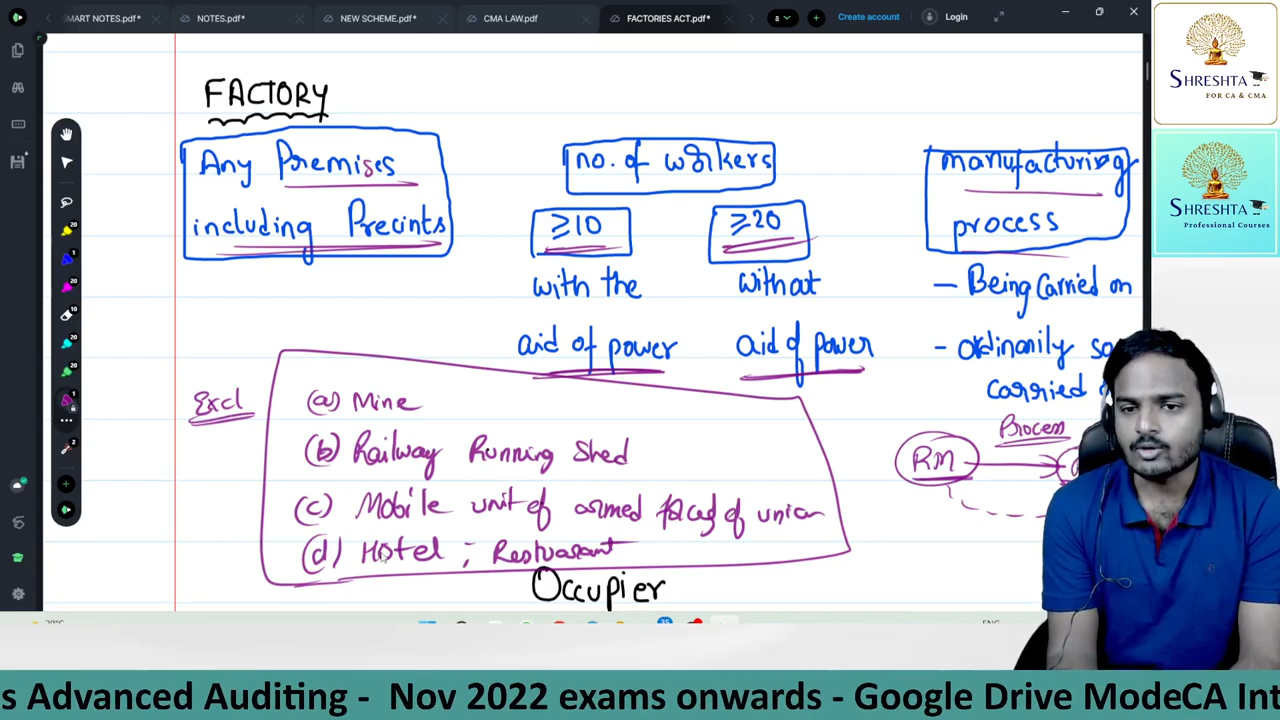 SMART NOTES.pdf*
NOTES.pdf*
NEW SCHEME.pdf*
CMA LAW.pdf
FACTORIES ACT.pdf*
8
Create account
Login
SHRESHTA
FOR CA & CMA
SHRESHTA
Professional Courses
FACTORY
Any Premises
including Precints
no. of workers
≥10
≥20
with the
without
aid of power
aid of power
manufacturing
process
- Being carried on
- ordinarily so
carried
Process
RM
Excl
(a) Mine
(b) Railway Running Shed
(c) Mobile unit of armed forces of union
(d) Hotel ; Restuarant
Occupier
ENG
s Advanced Auditing - Nov 2022 exams onwards - Google Drive ModeCA Int